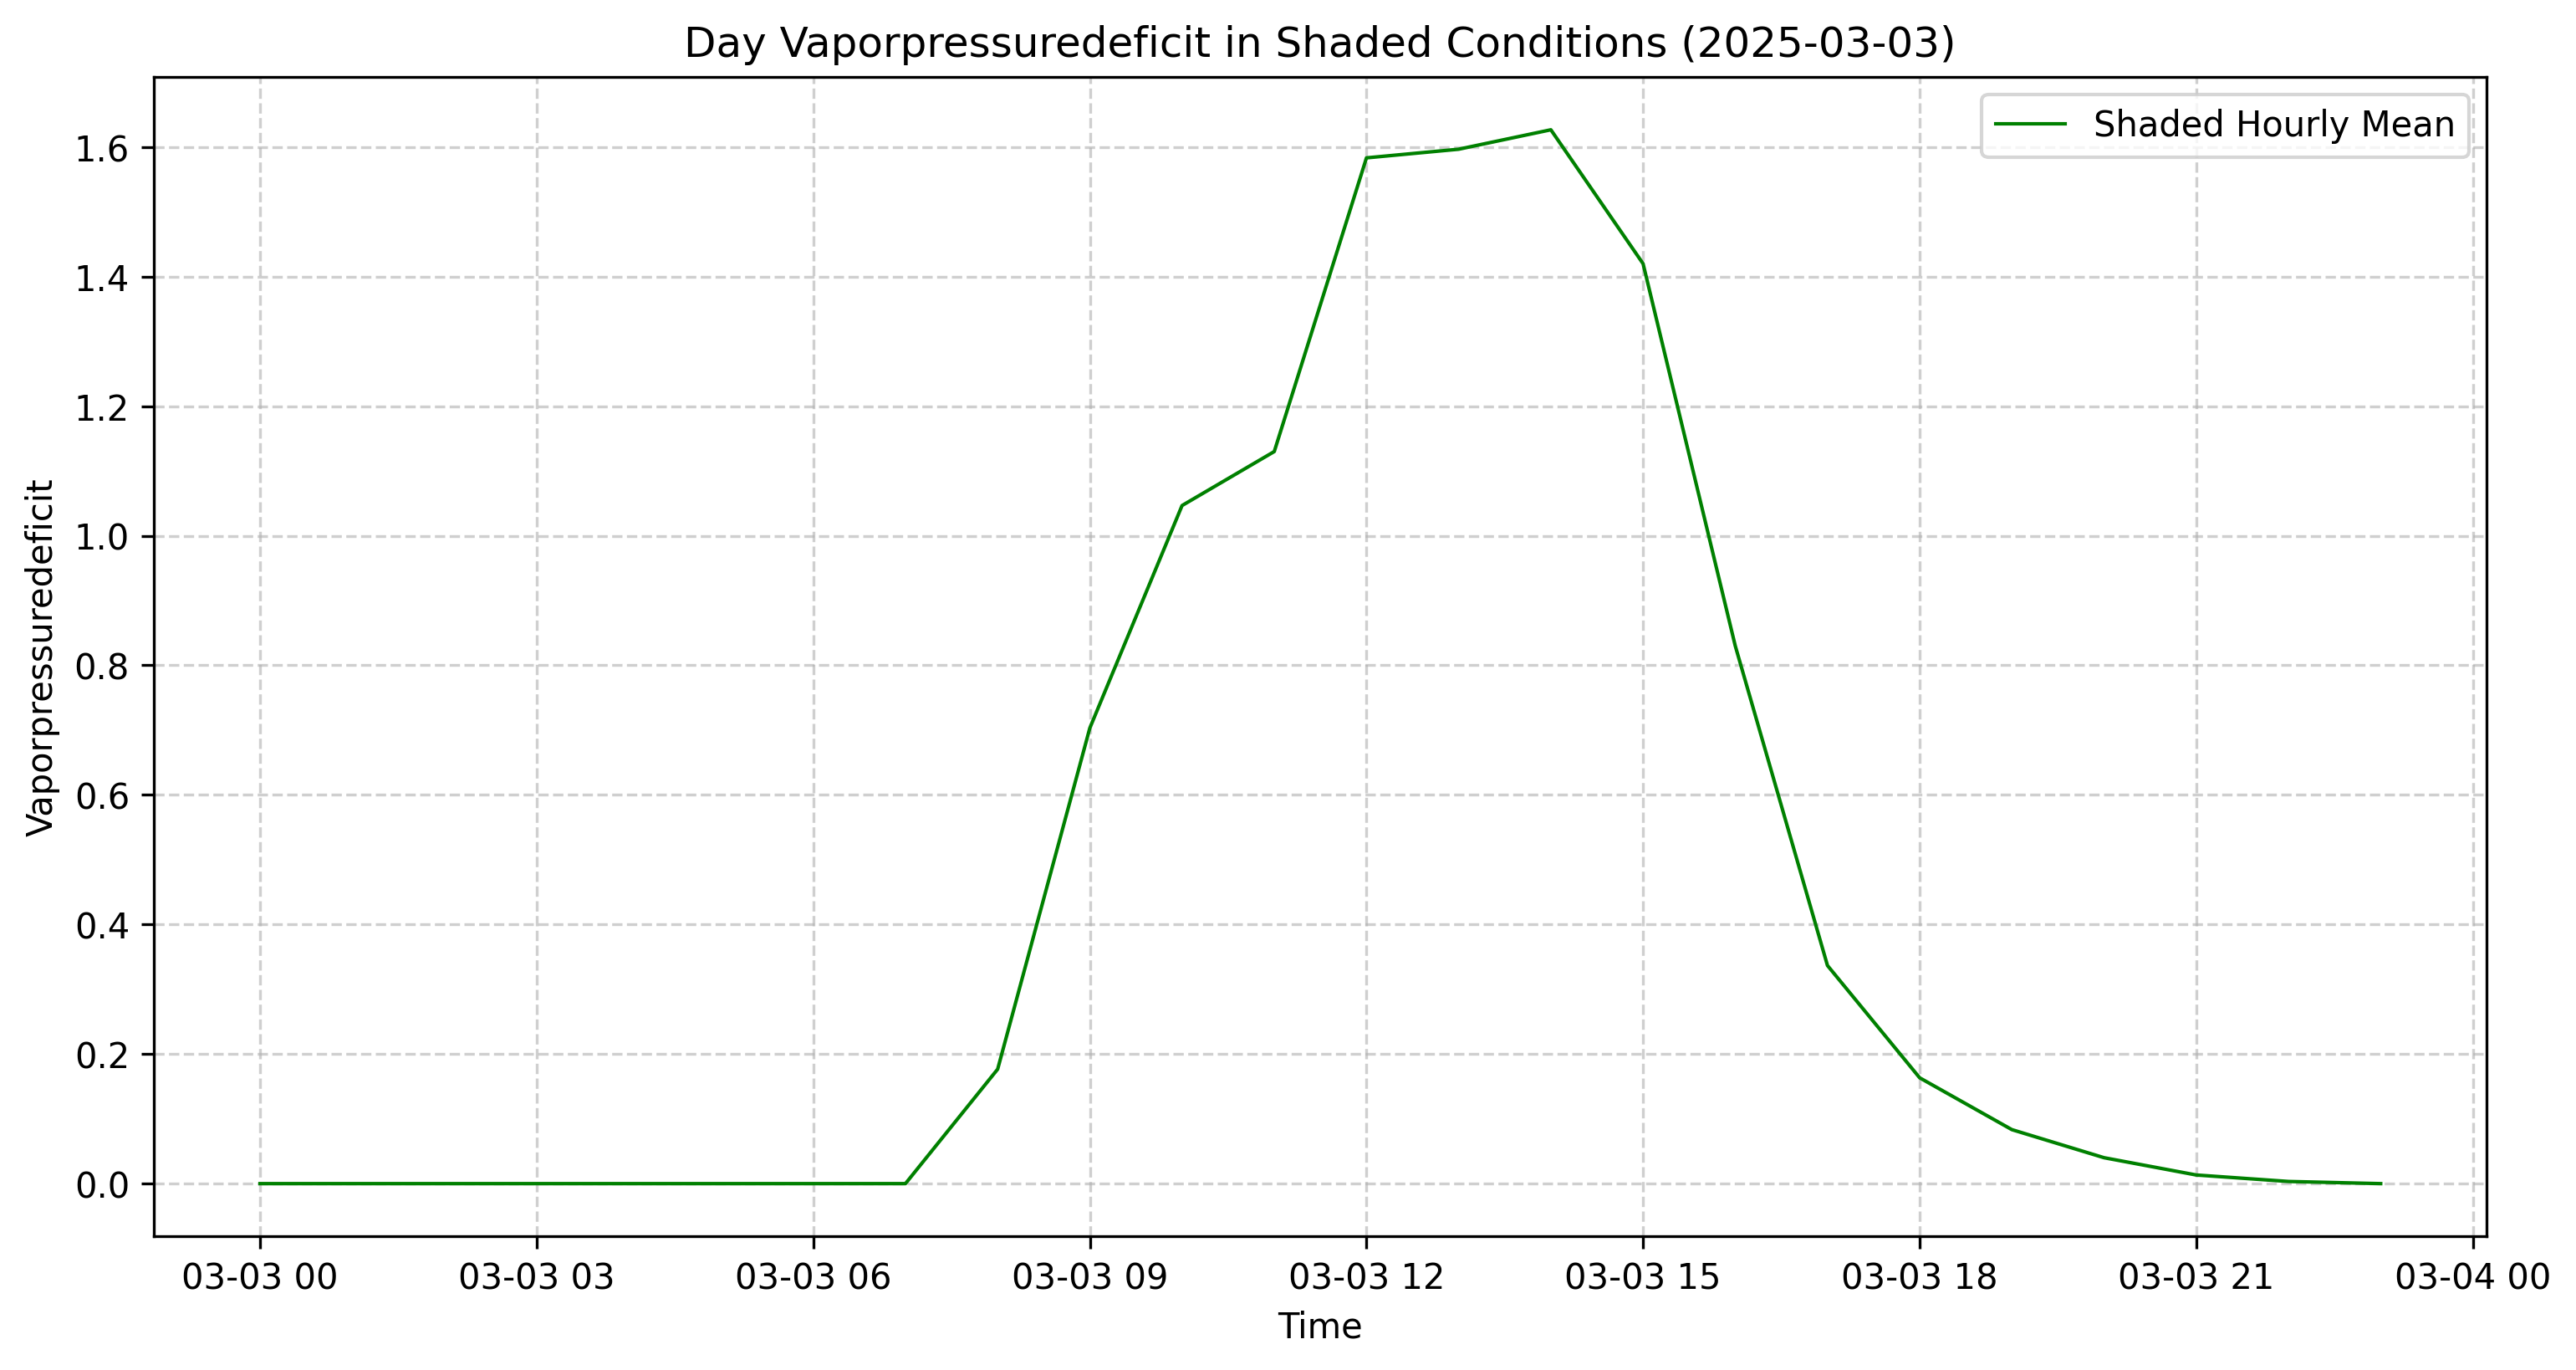 Day Vaporpressuredeficit in Shaded Conditions (2025-03-03)
Shaded Hourly Mean
Vaporpressuredeficit
1.6
1.4
1.2
1.0
0.8
0.6
0.4
0.2
0.0
03-03 00 03-03 03 03-03 06 03-03 09 03-03 12 03-03 15 03-03 18 03-03 21 03-04 00
Time